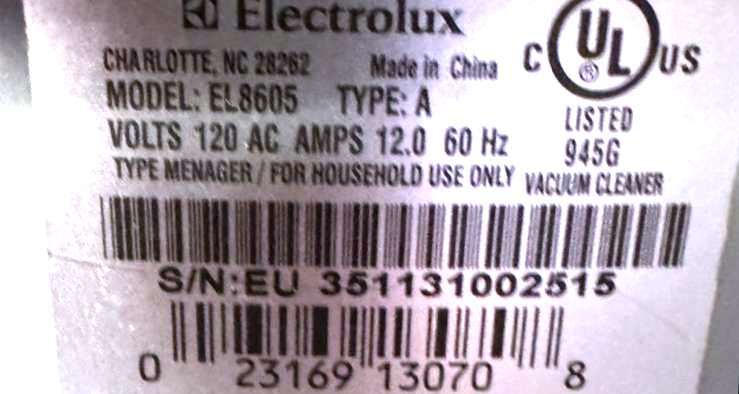 Electrolux
CHARLOTTE, NC 28262 Made in China
MODEL: EL8605 TYPE: A
VOLTS 120 AC AMPS 12.0 60 Hz
TYPE MENAGER / FOR HOUSEHOLD USE ONLY
C UL US
®
LISTED
945G
VACUUM CLEANER
S/N:EU 351131002515
0 23169 13070 8